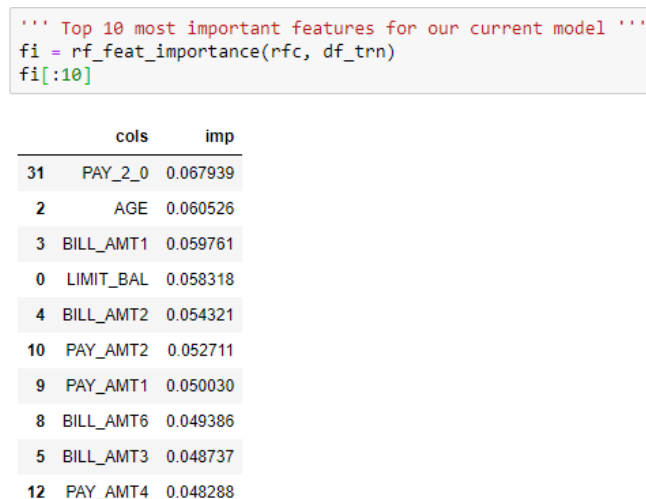 ''' Top 10 most important features for our current model '''
fi = rf_feat_importance(rfc, df_trn)
fi[:10]
cols imp
31 PAY_2_0 0.067939
2 AGE 0.060526
3 BILL_AMT1 0.059761
0 LIMIT_BAL 0.058318
4 BILL_AMT2 0.054321
10 PAY_AMT2 0.052711
9 PAY_AMT1 0.050030
8 BILL_AMT6 0.049386
5 BILL_AMT3 0.048737
12 PAY_AMT4 0.048288